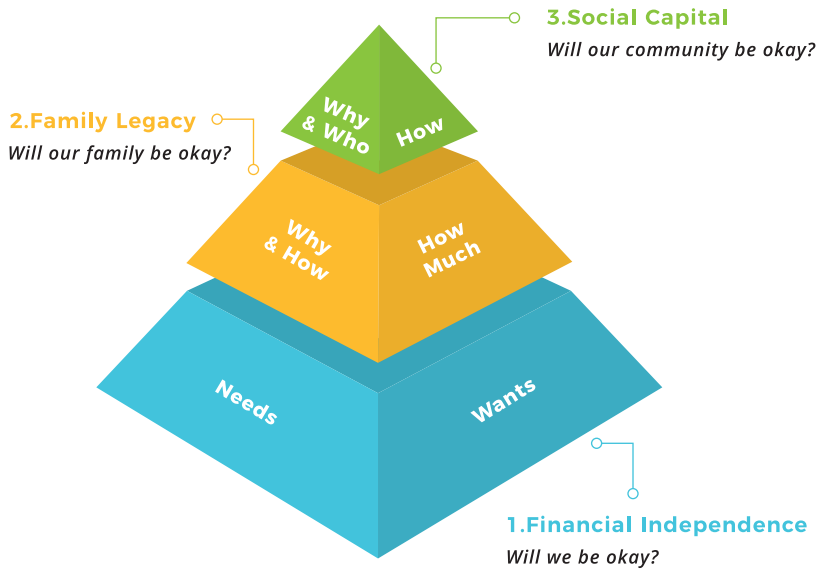 3.Social Capital
Will our community be okay?
Why
& Who
How
2.Family Legacy
Will our family be okay?
Why
& How
How
Much
Needs
Wants
1.Financial Independence
Will we be okay?